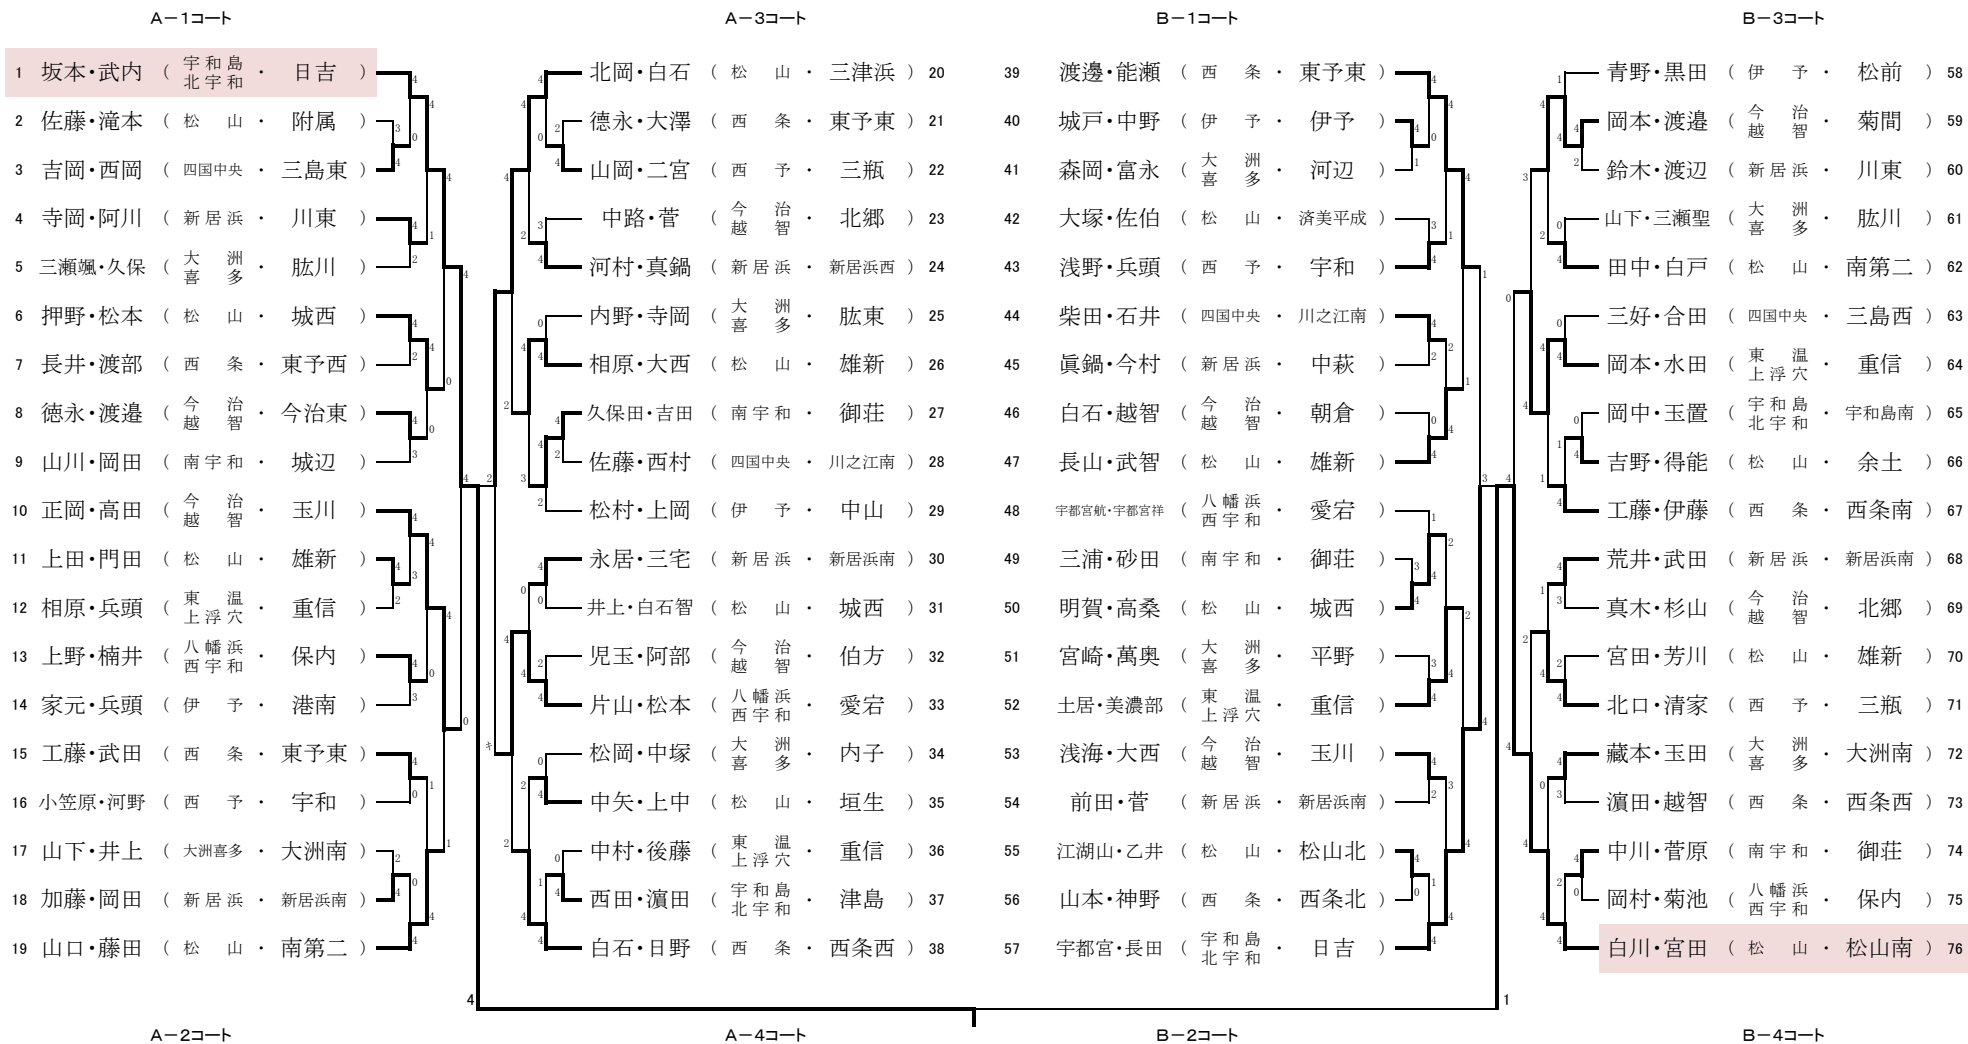 A－1コート A－3コート B－1コート B－3コート
1 坂本・武内 （ 宇和島北宇和 ・ 日吉 ）
2 佐藤・滝本 （ 松山 ・ 附属 ）
3 吉岡・西岡 （ 四国中央 ・ 三島東 ）
4 寺岡・阿川 （ 新居浜 ・ 川東 ）
5 三瀬颯・久保 （ 大洲喜多 ・ 肱川 ）
6 押野・松本 （ 松山 ・ 城西 ）
7 長井・渡部 （ 西条 ・ 東予西 ）
8 徳永・渡邉 （ 今治越智 ・ 今治東 ）
9 山川・岡田 （ 南宇和 ・ 城辺 ）
10 正岡・高田 （ 今治越智 ・ 玉川 ）
11 上田・門田 （ 松山 ・ 雄新 ）
12 相原・兵頭 （ 東温上浮穴 ・ 重信 ）
13 上野・楠井 （ 八幡浜西宇和 ・ 保内 ）
14 家元・兵頭 （ 伊予 ・ 港南 ）
15 工藤・武田 （ 西条 ・ 東予東 ）
16 小笠原・河野 （ 西予 ・ 宇和 ）
17 山下・井上 （ 大洲喜多 ・ 大洲南 ）
18 加藤・岡田 （ 新居浜 ・ 新居浜南 ）
19 山口・藤田 （ 松山 ・ 南第二 ）
北岡・白石 （ 松山 ・ 三津浜 ） 20
德永・大澤 （ 西条 ・ 東予東 ） 21
山岡・二宮 （ 西予 ・ 三瓶 ） 22
中路・菅 （ 今治越智 ・ 北郷 ） 23
河村・真鍋 （ 新居浜 ・ 新居浜西 ） 24
内野・寺岡 （ 大洲喜多 ・ 肱東 ） 25
相原・大西 （ 松山 ・ 雄新 ） 26
久保田・吉田 （ 南宇和 ・ 御荘 ） 27
佐藤・西村 （ 四国中央 ・ 川之江南 ） 28
松村・上岡 （ 伊予 ・ 中山 ） 29
永居・三宅 （ 新居浜 ・ 新居浜南 ） 30
井上・白石智 （ 松山 ・ 城西 ） 31
児玉・阿部 （ 今治越智 ・ 伯方 ） 32
片山・松本 （ 八幡浜西宇和 ・ 愛宕 ） 33
松岡・中塚 （ 大洲喜多 ・ 内子 ） 34
中矢・上中 （ 松山 ・ 垣生 ） 35
中村・後藤 （ 東温上浮穴 ・ 重信 ） 36
西田・濵田 （ 宇和島北宇和 ・ 津島 ） 37
白石・日野 （ 西条 ・ 西条西 ） 38
39 渡邊・能瀬 （ 西条 ・ 東予東 ）
40 城戸・中野 （ 伊予 ・ 伊予 ）
41 森岡・富永 （ 大洲喜多 ・ 河辺 ）
42 大塚・佐伯 （ 松山 ・ 済美平成 ）
43 浅野・兵頭 （ 西予 ・ 宇和 ）
44 柴田・石井 （ 四国中央 ・ 川之江南 ）
45 眞鍋・今村 （ 新居浜 ・ 中萩 ）
46 白石・越智 （ 今治越智 ・ 朝倉 ）
47 長山・武智 （ 松山 ・ 雄新 ）
48 宇都宮航・宇都宮祥 （ 八幡浜西宇和 ・ 愛宕 ）
49 三浦・砂田 （ 南宇和 ・ 御荘 ）
50 明賀・高桑 （ 松山 ・ 城西 ）
51 宮崎・萬奥 （ 大洲喜多 ・ 平野 ）
52 土居・美濃部 （ 東温上浮穴 ・ 重信 ）
53 浅海・大西 （ 今治越智 ・ 玉川 ）
54 前田・菅 （ 新居浜 ・ 新居浜南 ）
55 江湖山・乙井 （ 松山 ・ 松山北 ）
56 山本・神野 （ 西条 ・ 西条北 ）
57 宇都宮・長田 （ 宇和島北宇和 ・ 日吉 ）
青野・黒田 （ 伊予 ・ 松前 ） 58
岡本・渡邉 （ 今治越智 ・ 菊間 ） 59
鈴木・渡辺 （ 新居浜 ・ 川東 ） 60
山下・三瀬聖 （ 大洲喜多 ・ 肱川 ） 61
田中・白戸 （ 松山 ・ 南第二 ） 62
三好・合田 （ 四国中央 ・ 三島西 ） 63
岡本・水田 （ 東温上浮穴 ・ 重信 ） 64
岡中・玉置 （ 宇和島北宇和 ・ 宇和島南 ） 65
吉野・得能 （ 松山 ・ 余土 ） 66
工藤・伊藤 （ 西条 ・ 西条南 ） 67
荒井・武田 （ 新居浜 ・ 新居浜南 ） 68
真木・杉山 （ 今治越智 ・ 北郷 ） 69
宮田・芳川 （ 松山 ・ 雄新 ） 70
北口・清家 （ 西予 ・ 三瓶 ） 71
藏本・玉田 （ 大洲喜多 ・ 大洲南 ） 72
濵田・越智 （ 西条 ・ 西条西 ） 73
中川・菅原 （ 南宇和 ・ 御荘 ） 74
岡村・菊池 （ 八幡浜西宇和 ・ 保内 ） 75
白川・宮田 （ 松山 ・ 松山南 ） 76
4 1
A－2コート A－4コート B－2コート B－4コート